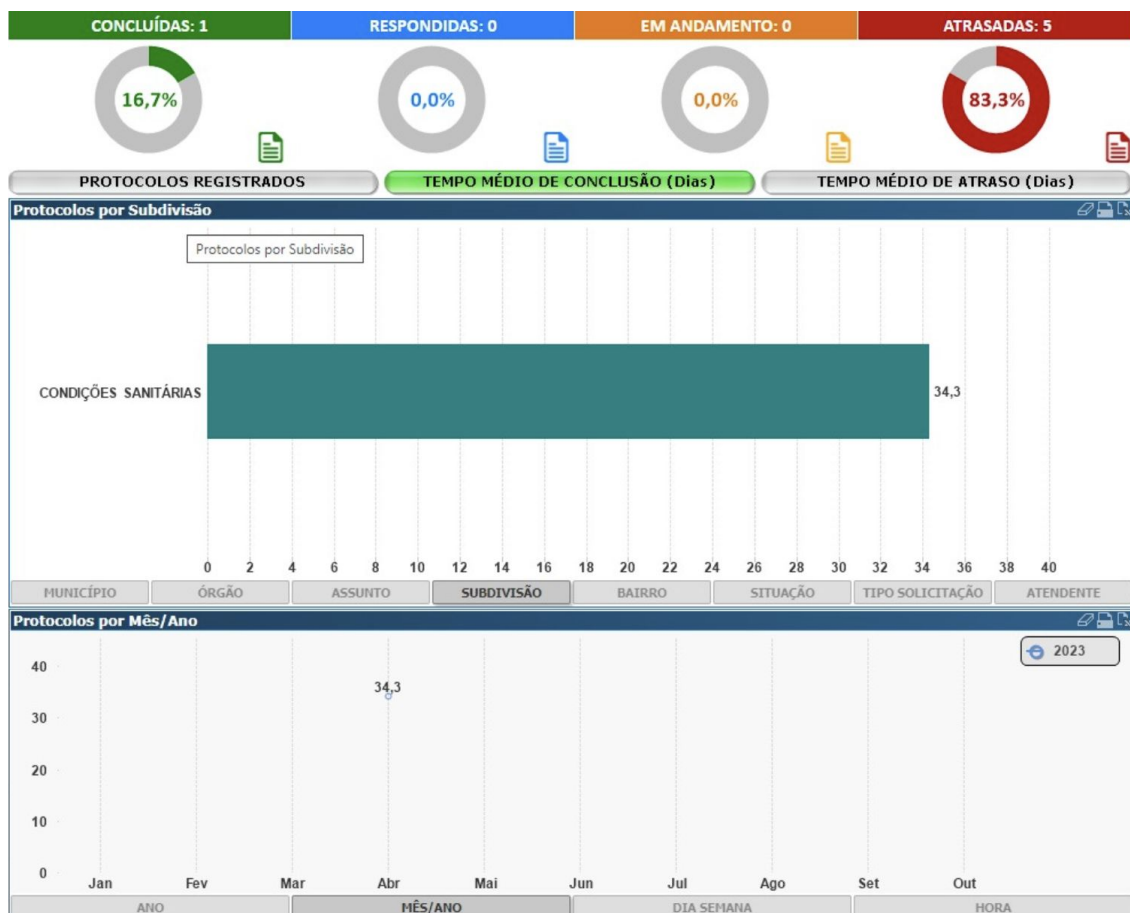 CONCLUÍDAS: 1 RESPONDIDAS: 0 EM ANDAMENTO: 0 ATRASADAS: 5
16,7% 0,0% 0,0% 83,3%
PROTOCOLOS REGISTRADOS TEMPO MÉDIO DE CONCLUSÃO (Dias) TEMPO MÉDIO DE ATRASO (Dias)
Protocolos por Subdivisão
Protocolos por Subdivisão
CONDIÇÕES SANITÁRIAS 34,3
0 2 4 6 8 10 12 14 16 18 20 22 24 26 28 30 32 34 36 38 40
MUNICÍPIO ÓRGÃO ASSUNTO SUBDIVISÃO BAIRRO SITUAÇÃO TIPO SOLICITAÇÃO ATENDENTE
Protocolos por Mês/Ano
2023
40
34,3
30
20
10
0
Jan Fev Mar Abr Mai Jun Jul Ago Set Out
ANO MÊS/ANO DIA SEMANA HORA